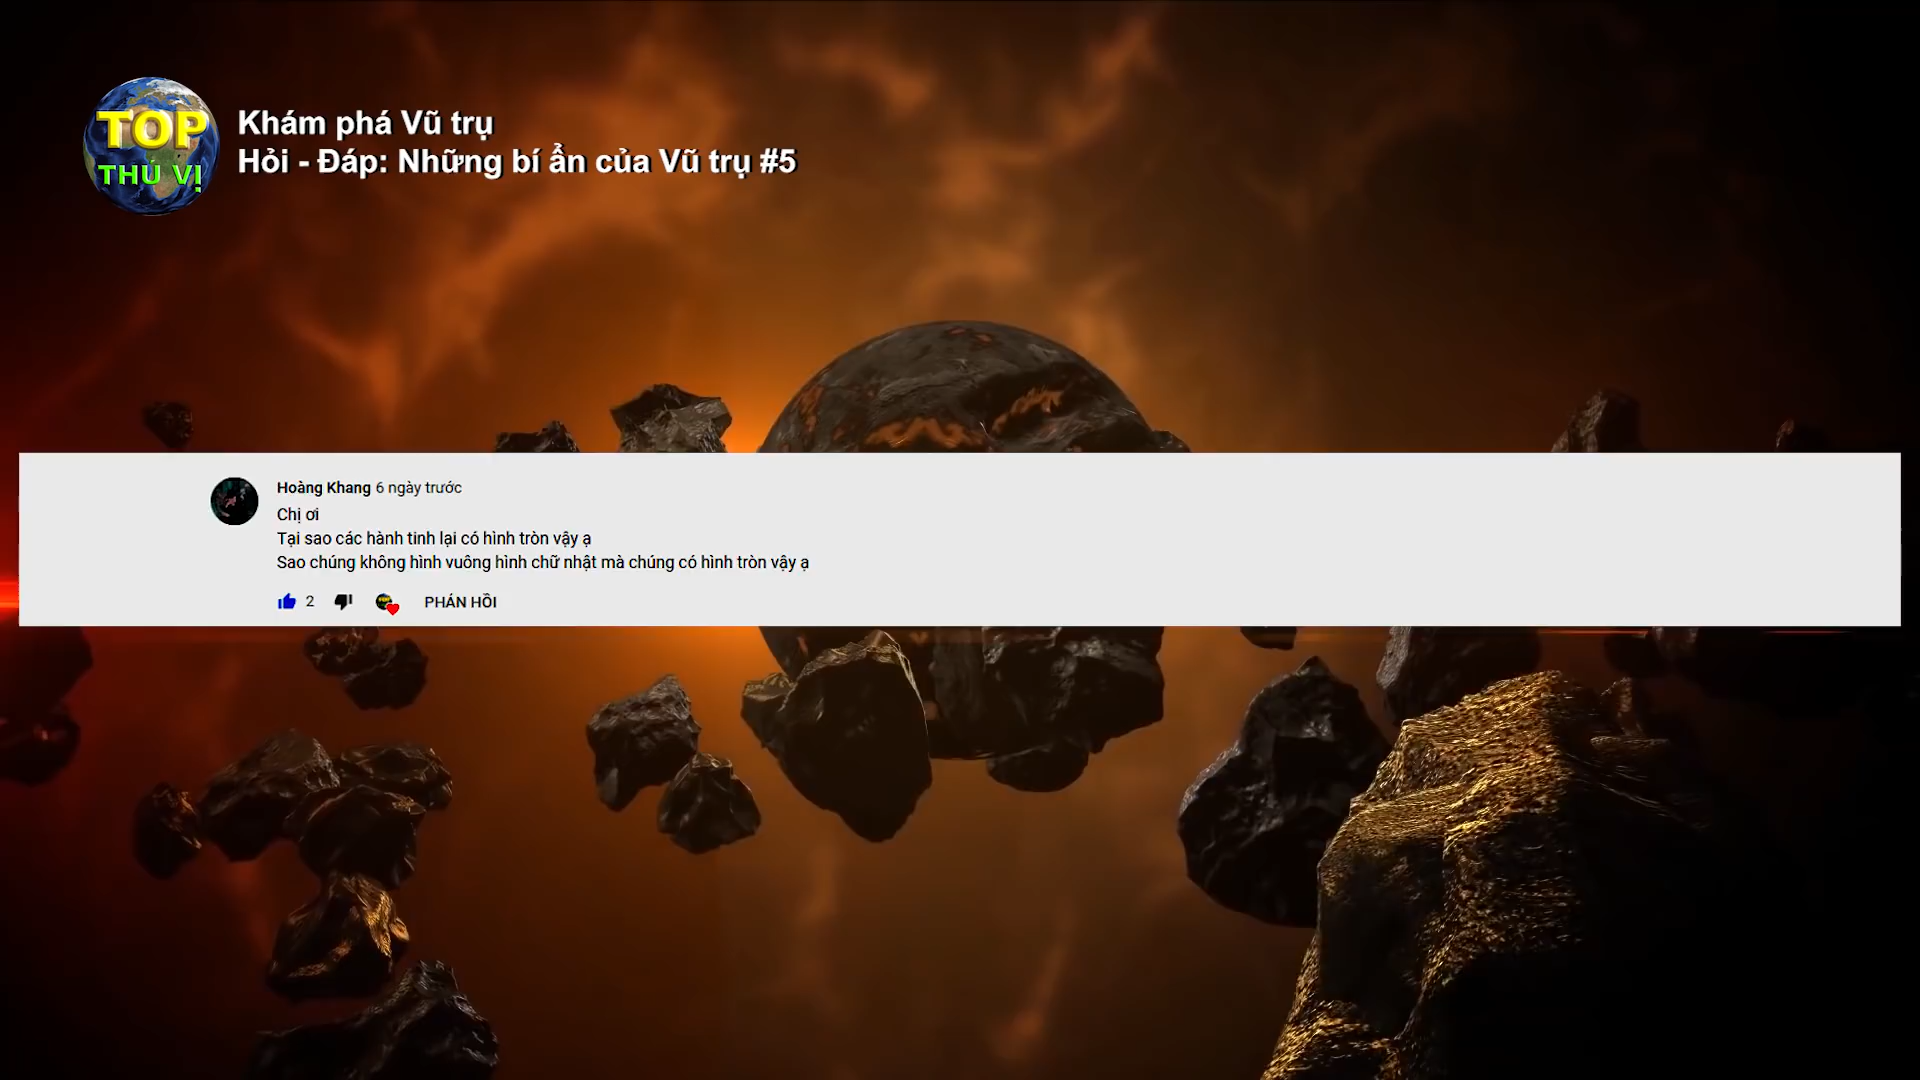 TOP
THÚ VỊ
Khám phá Vũ trụ
Hỏi - Đáp: Những bí ẩn của Vũ trụ #5
Hoàng Khang 6 ngày trước
Chị ơi
Tại sao các hành tinh lại có hình tròn vậy ạ
Sao chúng không hình vuông hình chữ nhật mà chúng có hình tròn vậy ạ
2
PHẢN HỒI